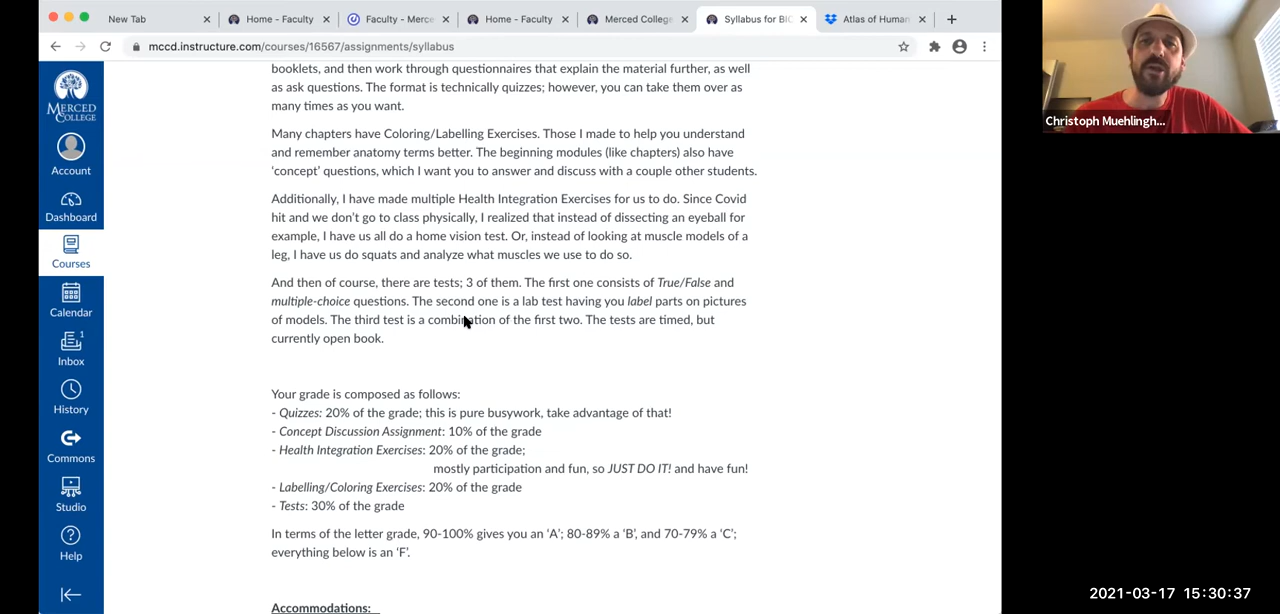 New Tab
Home - Faculty
Faculty - Merce
Home - Faculty
Merced College
Syllabus for BIO
Atlas of Human
mccd.instructure.com/courses/16567/assignments/syllabus
MERCED
COLLEGE
Account
Dashboard
Courses
Calendar
1
Inbox
History
Commons
Studio
Help
booklets, and then work through questionnaires that explain the material further, as well
as ask questions. The format is technically quizzes; however, you can take them over as
many times as you want.
Many chapters have Coloring/Labelling Exercises. Those I made to help you understand
and remember anatomy terms better. The beginning modules (like chapters) also have
‘concept’ questions, which I want you to answer and discuss with a couple other students.
Additionally, I have made multiple Health Integration Exercises for us to do. Since Covid
hit and we don’t go to class physically, I realized that instead of dissecting an eyeball for
example, I have us all do a home vision test. Or, instead of looking at muscle models of a
leg, I have us do squats and analyze what muscles we use to do so.
And then of course, there are tests; 3 of them. The first one consists of True/False and
multiple-choice questions. The second one is a lab test having you label parts on pictures
of models. The third test is a combination of the first two. The tests are timed, but
currently open book.
Your grade is composed as follows:
- Quizzes: 20% of the grade; this is pure busywork, take advantage of that!
- Concept Discussion Assignment: 10% of the grade
- Health Integration Exercises: 20% of the grade;
mostly participation and fun, so JUST DO IT! and have fun!
- Labelling/Coloring Exercises: 20% of the grade
- Tests: 30% of the grade
In terms of the letter grade, 90-100% gives you an ‘A’; 80-89% a ‘B’, and 70-79% a ‘C’;
everything below is an ‘F’.
Accommodations:
Christoph Muehlingh...
2021-03-17 15:30:37